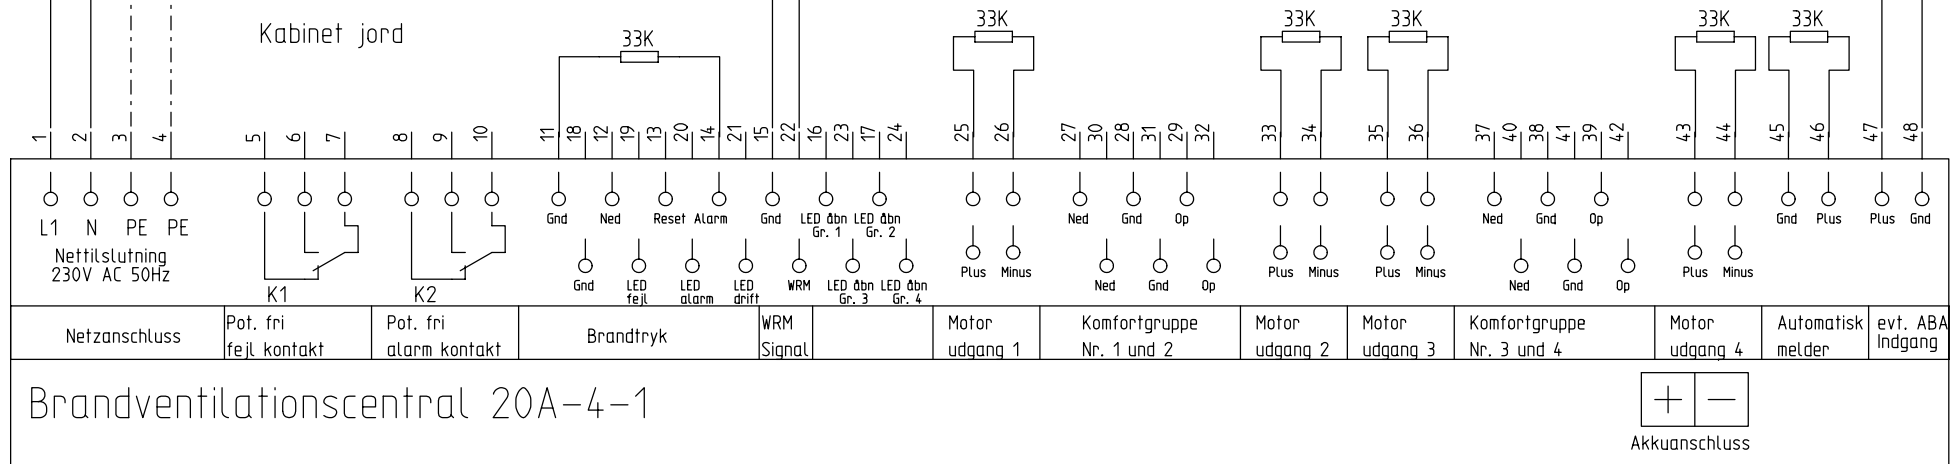 33K 33K 33K 33K 33K
Kabinet jord
33K
1 2 3 4 5 6 7 8 9 10 11 18 12 19 13 20 14 21 15 22 16 23 17 24 25 26 27 30 28 31 29 32 33 34 35 36 37 40 38 41 39 42 43 44 45 46 47 48
L1 N PE PE
Nettilslutning
230V AC 50Hz
K1
K2
Gnd Ned Reset Alarm Gnd LED åbn Gr. 1 LED åbn Gr. 2
Gnd LED fejl LED alarm LED drift WRM LED åbn Gr. 3 LED åbn Gr. 4
Plus Minus
Ned Gnd Op
Ned Gnd Op
Plus Minus
Plus Minus
Ned Gnd Op
Ned Gnd Op
Plus Minus
Gnd Plus
Plus Gnd
Netzanschluss
Pot. fri
fejl kontakt
Pot. fri
alarm kontakt
Brandtryk
WRM
Signal
Motor
udgang 1
Komfortgruppe
Nr. 1 und 2
Motor
udgang 2
Motor
udgang 3
Komfortgruppe
Nr. 3 und 4
Motor
udgang 4
Automatisk
melder
evt. ABA
Indgang
Brandventilationscentral 20A-4-1
+ −
Akkuanschluss